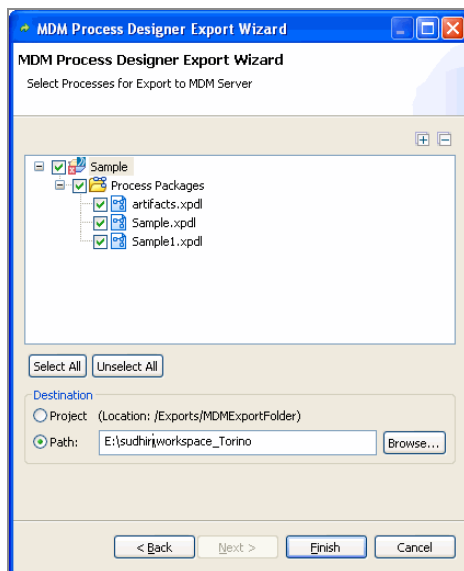 MDM Process Designer Export Wizard
MDM Process Designer Export Wizard
Select Processes for Export to MDM Server
Sample
Process Packages
artifacts.xpdl
Sample.xpdl
Sample1.xpdl
Select All Unselect All
Destination
Project (Location: /Exports/MDMExportFolder)
Path: E:\sudhir\workspace_Torino Browse...
< Back Next > Finish Cancel